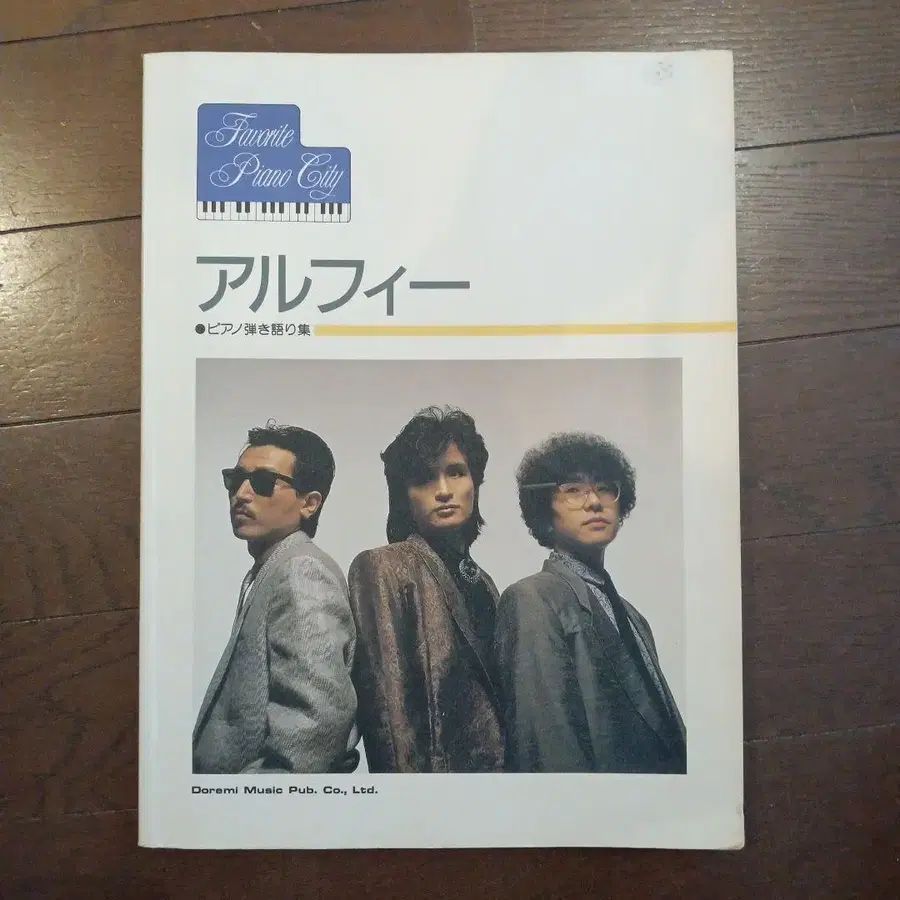 Favorite
Piano City
アルフィー
●ピアノ弾き語り集
Doremi Music Pub. Co., Ltd.